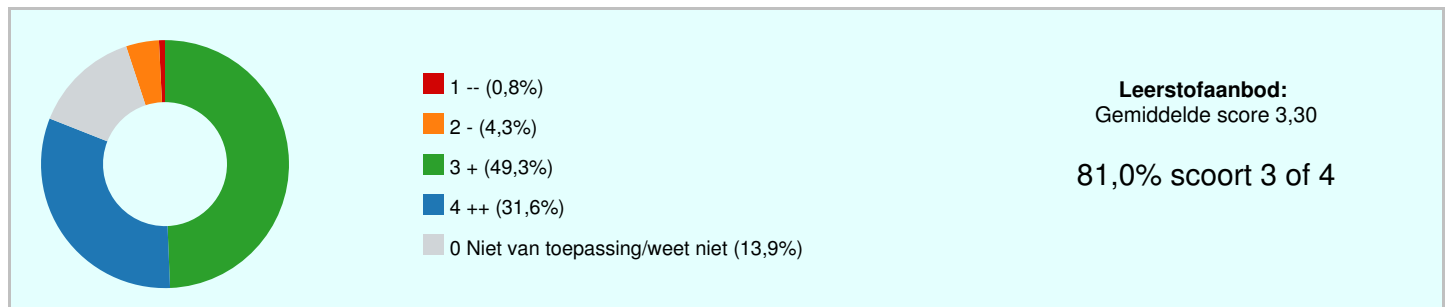 1 -- (0,8%)
2 - (4,3%)
3 + (49,3%)
4 ++ (31,6%)
0 Niet van toepassing/weet niet (13,9%)
Leerstofaanbod:
Gemiddelde score 3,30
81,0% scoort 3 of 4